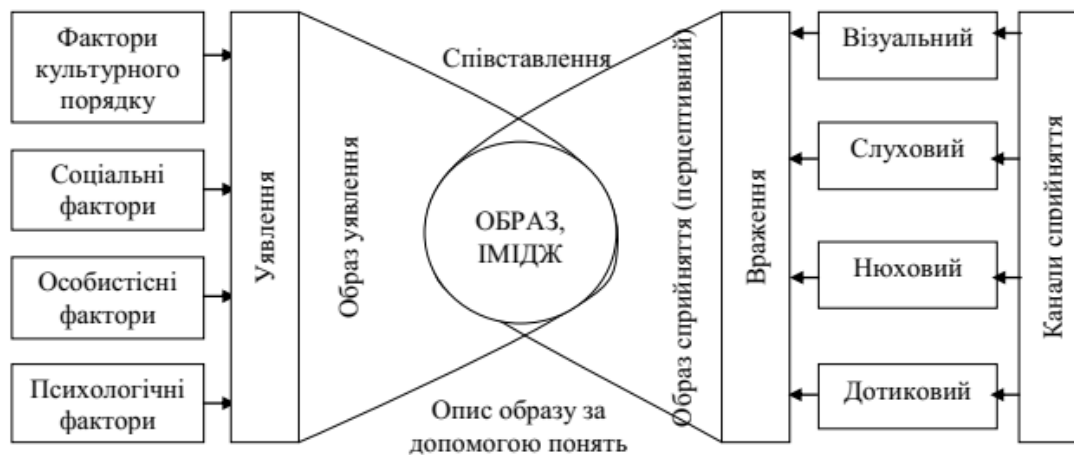 Фактори
культурного
порядку
Соціальні
фактори
Особистісні
фактори
Психологічні
фактори
Уявлення
Образ уявлення
Співставлення
ОБРАЗ,
ІМІДЖ
Опис образу за
допомогою понять
Образ сприйняття (перцептивний)
Враження
Візуальний
Слуховий
Нюховий
Дотиковий
Канали сприйняття